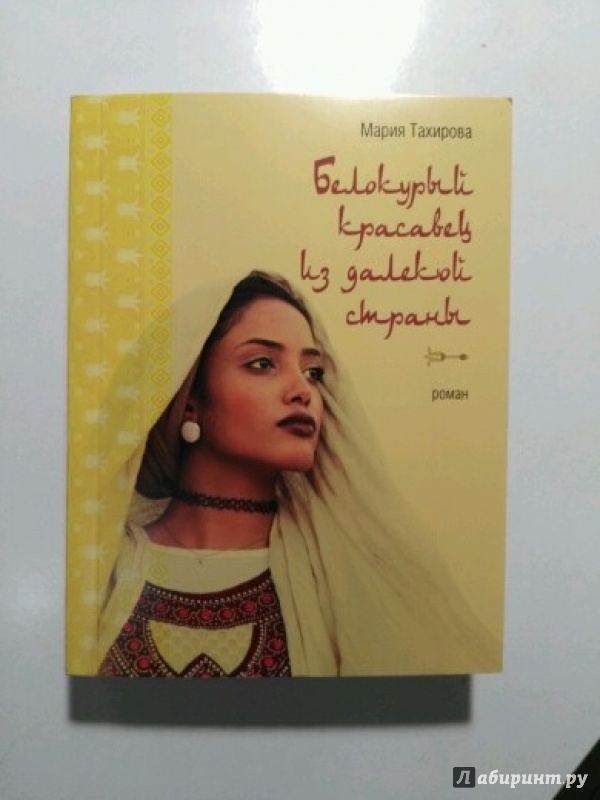 Мария Тахирова
Белокурый
красавец
из далекой
страны
роман
Лабиринт.ру